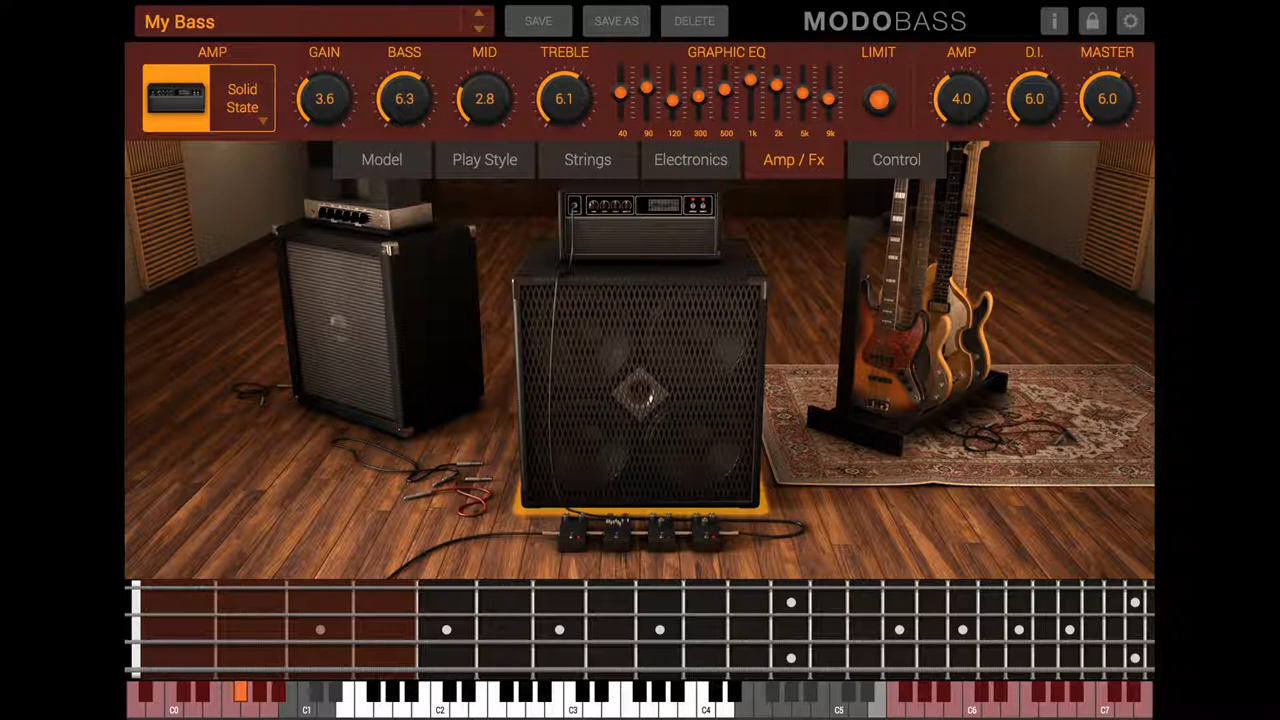 My Bass
SAVE
SAVE AS
DELETE
MODOBASS
i
AMP
GAIN
BASS
MID
TREBLE
GRAPHIC EQ
LIMIT
AMP
D.I.
MASTER
Solid
State
3.6
6.3
2.8
6.1
4.0
6.0
6.0
40 90 120 300 500 1k 2k 5k 9k
Model
Play Style
Strings
Electronics
Amp / Fx
Control
C0 C1 C2 C3 C4 C5 C6 C7